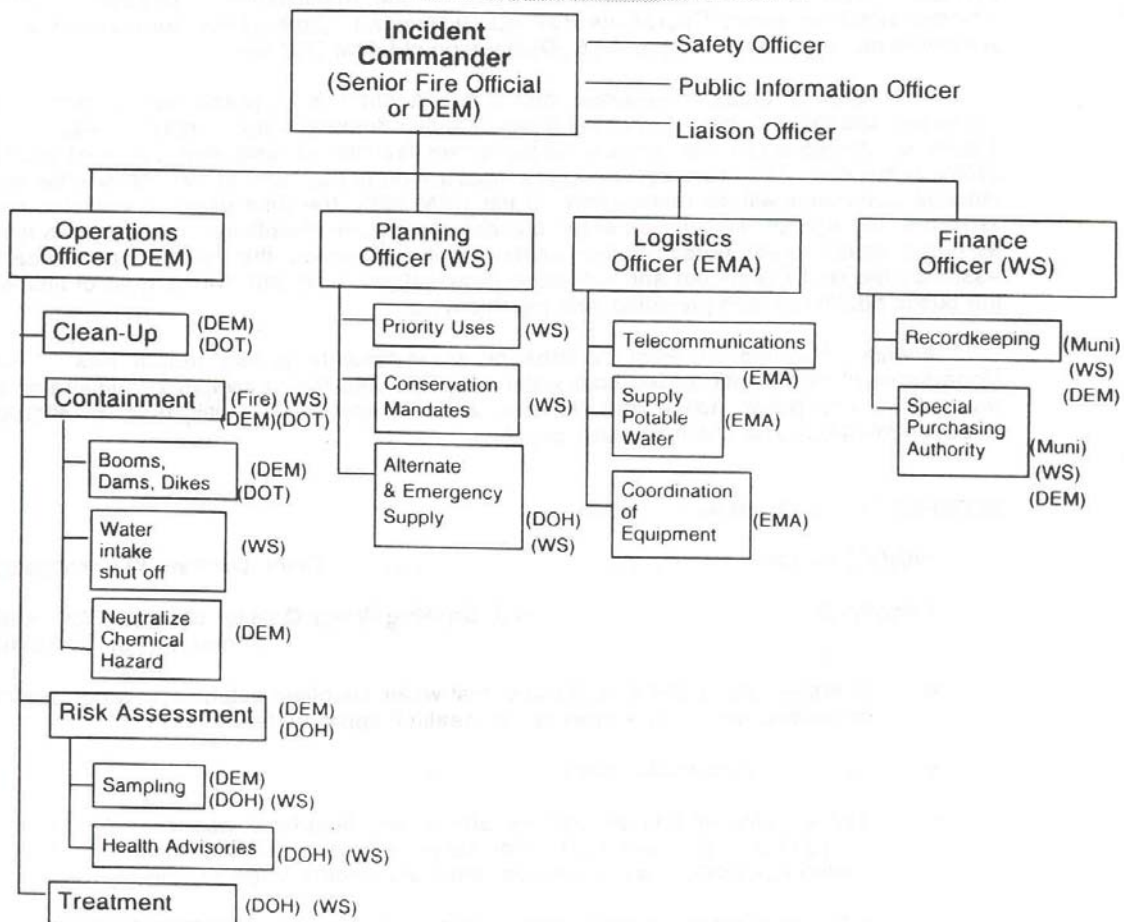 Incident
Commander
(Senior Fire Official
or DEM)
Safety Officer
Public Information Officer
Liaison Officer
Operations
Officer (DEM)
Clean-Up
(DEM)
(DOT)
Containment
(Fire) (WS)
(DEM)(DOT)
Booms,
Dams, Dikes
(DEM)
(DOT)
Water
intake
shut off
(WS)
Neutralize
Chemical
Hazard
(DEM)
Risk Assessment
(DEM)
(DOH)
Sampling
(DEM)
(DOH) (WS)
Health Advisories
(DOH) (WS)
Treatment
(DOH) (WS)
Planning
Officer (WS)
Priority Uses
(WS)
Conservation
Mandates
(WS)
Alternate
& Emergency
Supply
(DOH)
(WS)
Logistics
Officer (EMA)
Telecommunications
(EMA)
Supply
Potable
Water
(EMA)
Coordination
of
Equipment
(EMA)
Finance
Officer (WS)
Recordkeeping
(Muni)
(WS)
(DEM)
Special
Purchasing
Authority
(Muni)
(WS)
(DEM)